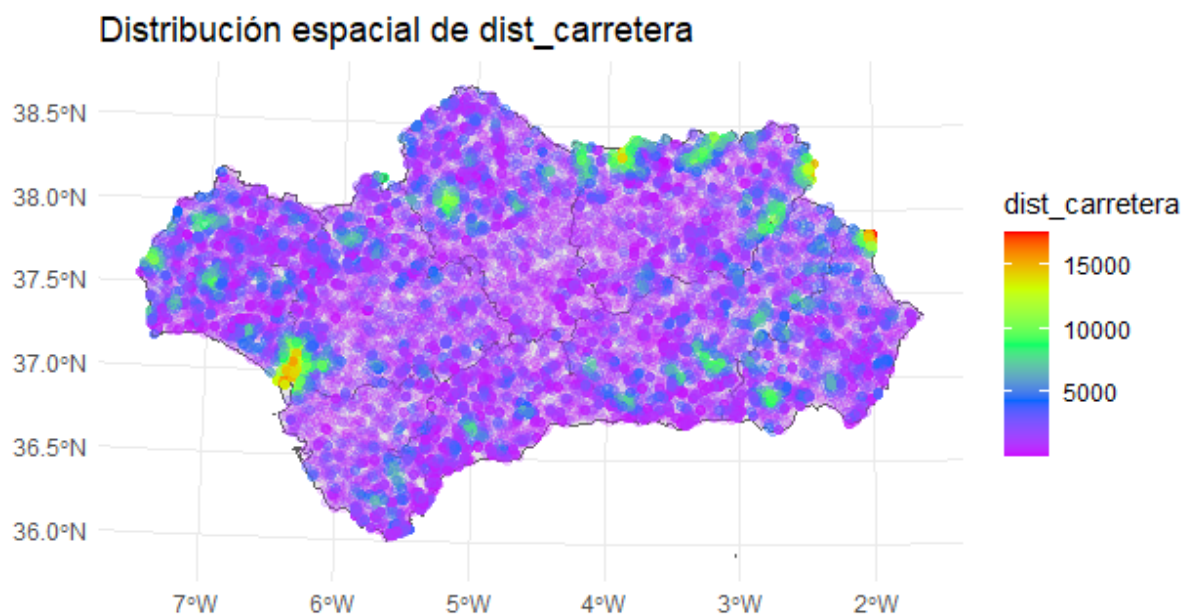 Distribución espacial de dist_carretera
38.5°N
38.0°N
37.5°N
37.0°N
36.5°N
36.0°N
7°W 6°W 5°W 4°W 3°W 2°W
dist_carretera
15000
10000
5000